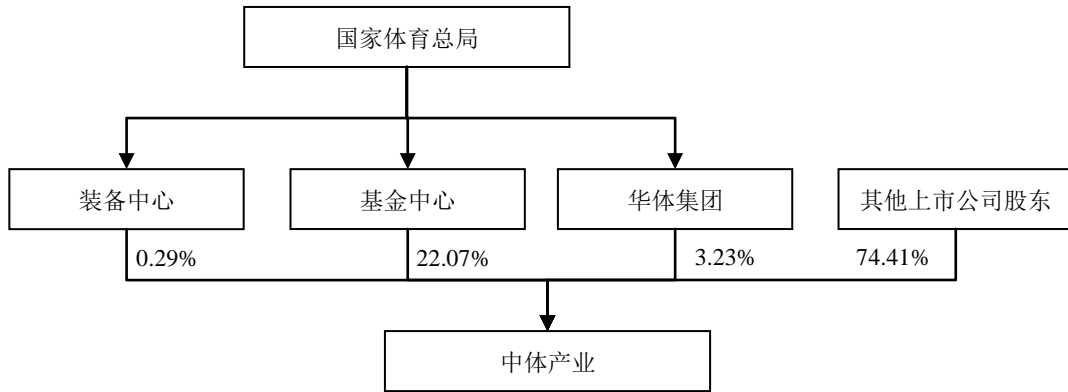 国家体育总局
装备中心
基金中心
华体集团
其他上市公司股东
0.29%
22.07%
3.23%
74.41%
中体产业